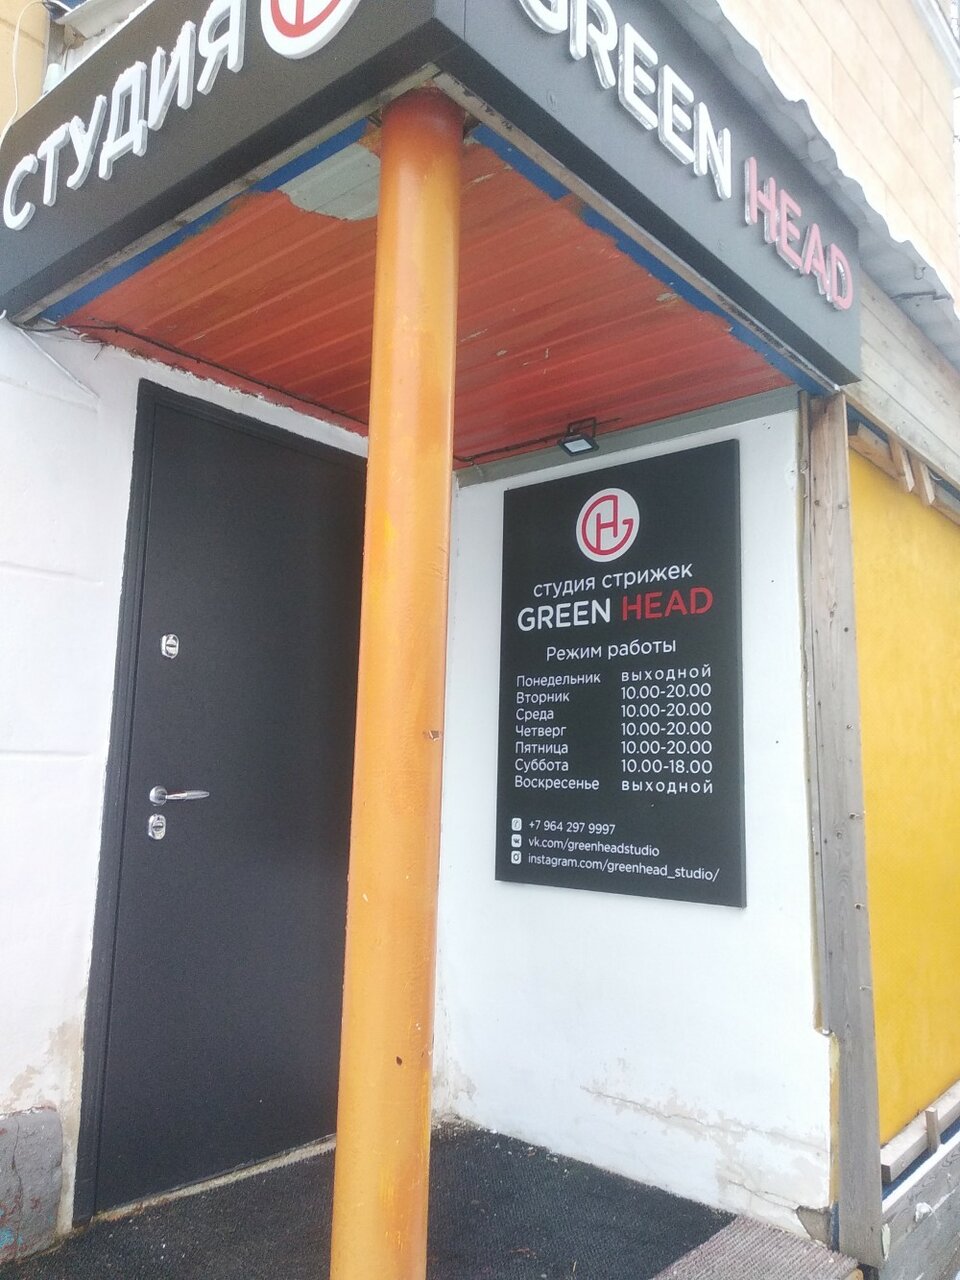 СТУДИЯ
GREEN HEAD
GH
студия стрижек
GREEN HEAD
Режим работы
Понедельник выходной
Вторник 10.00-20.00
Среда 10.00-20.00
Четверг 10.00-20.00
Пятница 10.00-20.00
Суббота 10.00-18.00
Воскресенье выходной
+7 964 297 9997
vk.com/greenheadstudio
instagram.com/greenhead_studio/